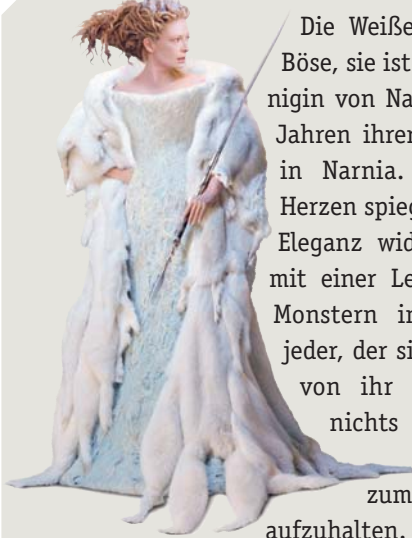 Die Weiße
Böse, sie ist
nigin von Na
Jahren ihrer
in Narnia.
Herzen spieg
Eleganz wid
mit einer Le
Monstern in
jeder, der si
von ihr
nichts
zum
aufzuhalten.